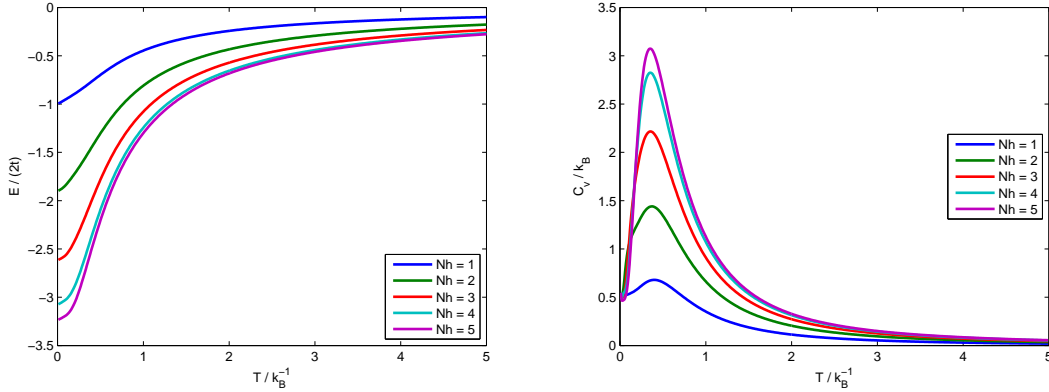 0
−0.5
−1
−1.5
−2
−2.5
−3
−3.5
E / (2t)
0 1 2 3 4 5
T / k_B^{-1}
Nh = 1
Nh = 2
Nh = 3
Nh = 4
Nh = 5
3.5
3
2.5
2
1.5
1
0.5
0
C_v / k_B
0 1 2 3 4 5
T / k_B^{-1}
Nh = 1
Nh = 2
Nh = 3
Nh = 4
Nh = 5